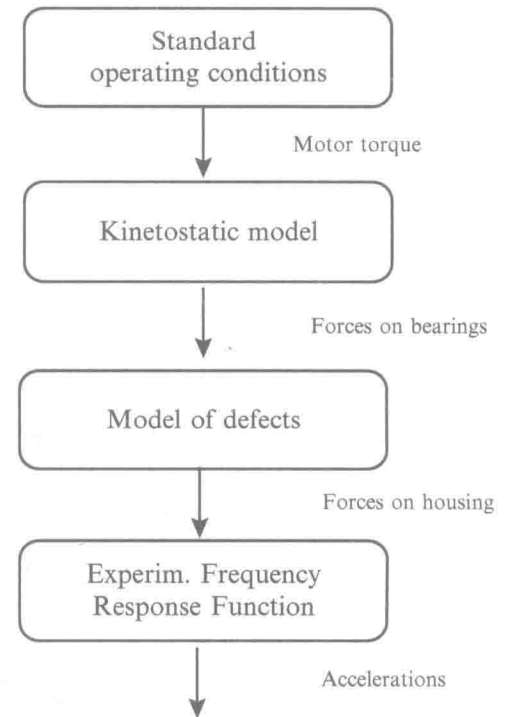 Standard
operating conditions
Motor torque
Kinetostatic model
Forces on bearings
Model of defects
Forces on housing
Experim. Frequency
Response Function
Accelerations